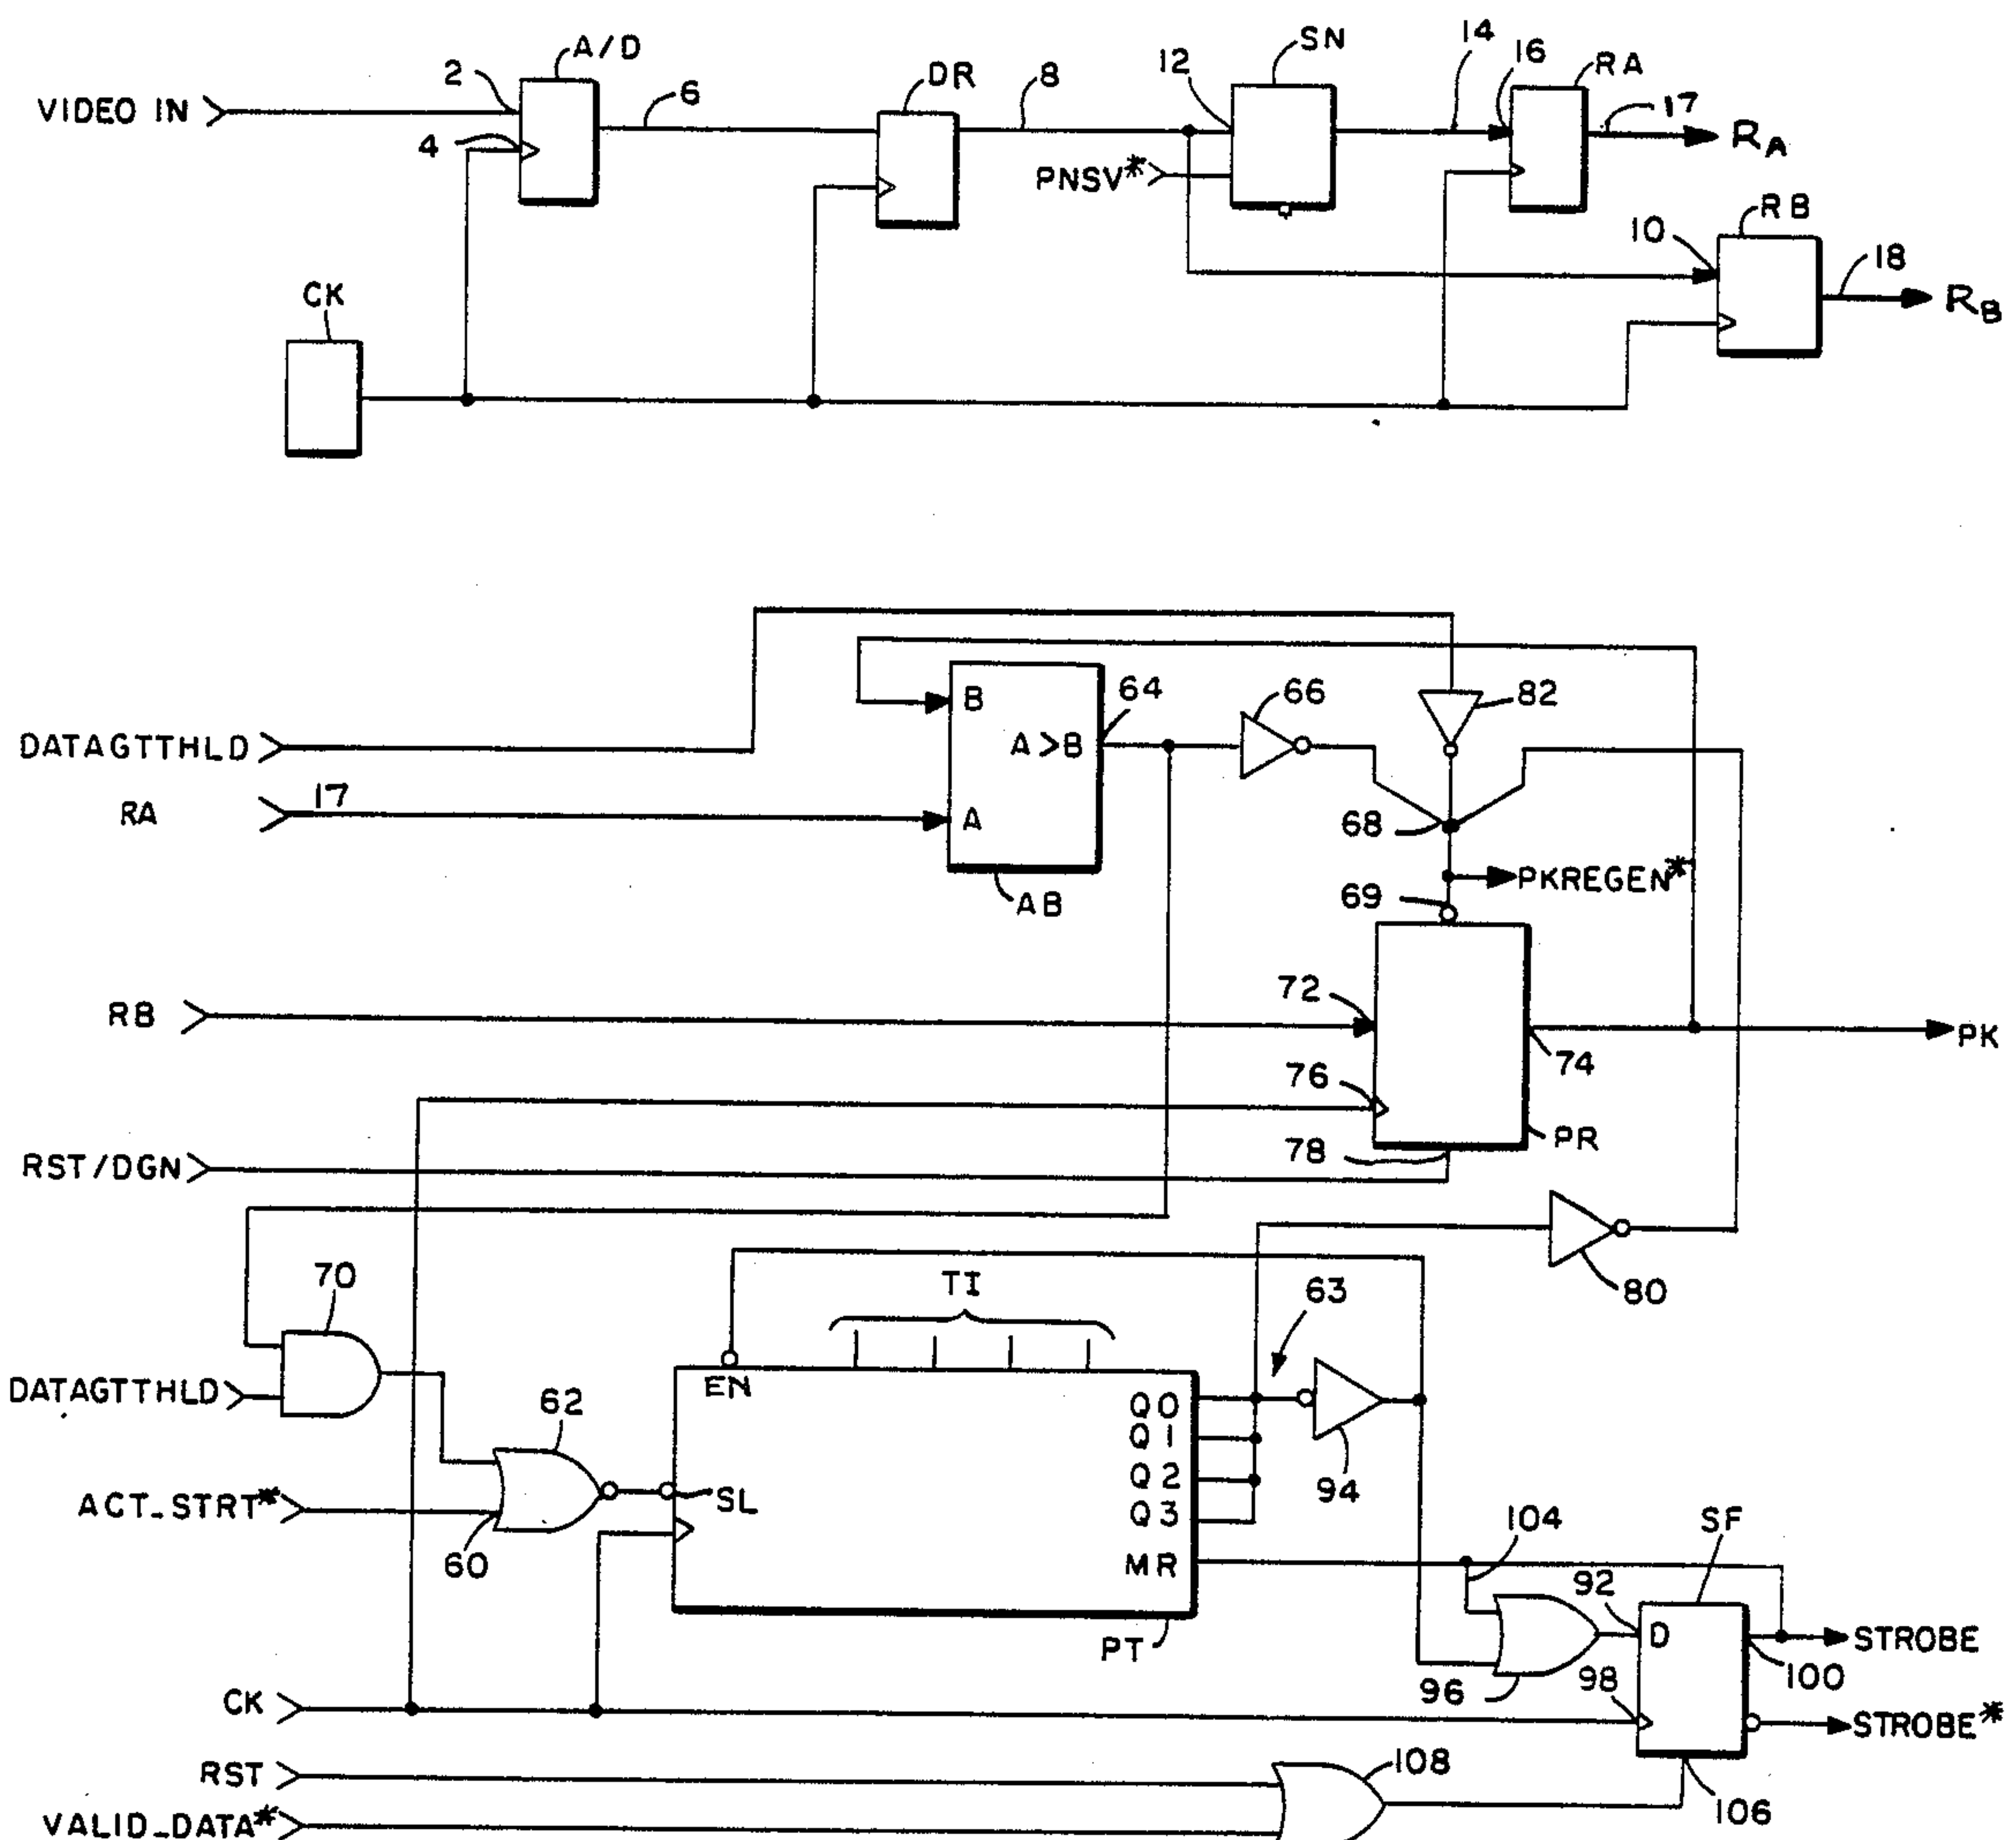 A/D
SN
14
16
RA
2
12
DR
8
17
VIDEO IN
6
4
RA
PNSV*
RB
10
18
CK
RB
82
64
66
B
DATAGTTHLD
A>B
17
RA
A
68
PKREGEN*
69
AB
72
RB
74
PK
76
PR
78
RST/DGN
70
TI
63
80
EN
DATAGTTHLD
62
Q0
Q1
Q2
94
ACT_STRT*
SL
Q3
104
SF
60
MR
92
D
STROBE
PT
100
96
98
CK
STROBE*
RST
108
106
VALID_DATA*